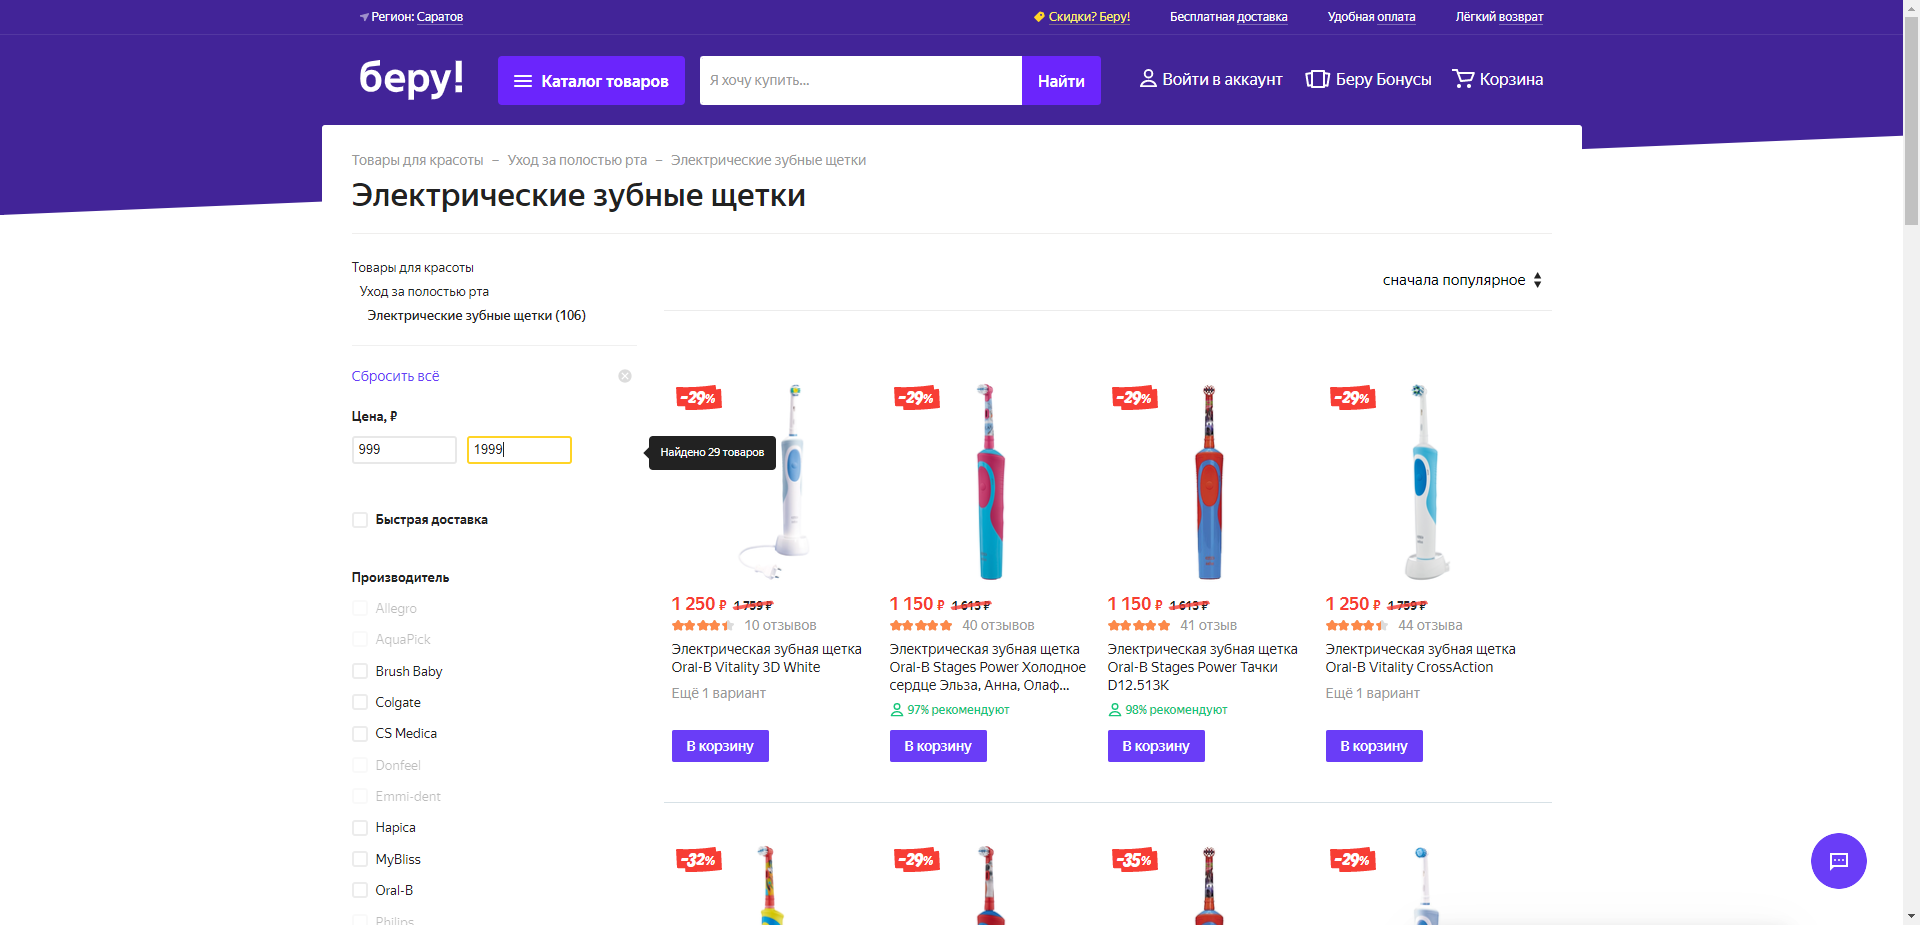 Регион: Саратов
Скидки? Беру!
Бесплатная доставка
Удобная оплата
Лёгкий возврат
беру!
Каталог товаров
Я хочу купить...
Найти
Войти в аккаунт
Беру Бонусы
Корзина
Товары для красоты – Уход за полостью рта – Электрические зубные щетки
Электрические зубные щетки
Товары для красоты
Уход за полостью рта
Электрические зубные щетки (106)
сначала популярное
Сбросить всё
Цена, ₽
999
1999
Найдено 29 товаров
Быстрая доставка
Производитель
Allegro
AquaPick
Brush Baby
Colgate
CS Medica
Donfeel
Emmi-dent
Hapica
MyBliss
Oral-B
Philips
-29%
1 250 ₽ 1 759 ₽
10 отзывов
Электрическая зубная щетка
Oral-B Vitality 3D White
Ещё 1 вариант
В корзину
-29%
1 150 ₽ 1 613 ₽
40 отзывов
Электрическая зубная щетка
Oral-B Stages Power Холодное
сердце Эльза, Анна, Олаф...
97% рекомендуют
В корзину
-29%
1 150 ₽ 1 613 ₽
41 отзыв
Электрическая зубная щетка
Oral-B Stages Power Тачки
D12.513K
98% рекомендуют
В корзину
-29%
1 250 ₽ 1 759 ₽
44 отзыва
Электрическая зубная щетка
Oral-B Vitality CrossAction
Ещё 1 вариант
В корзину
-32%
-29%
-35%
-29%